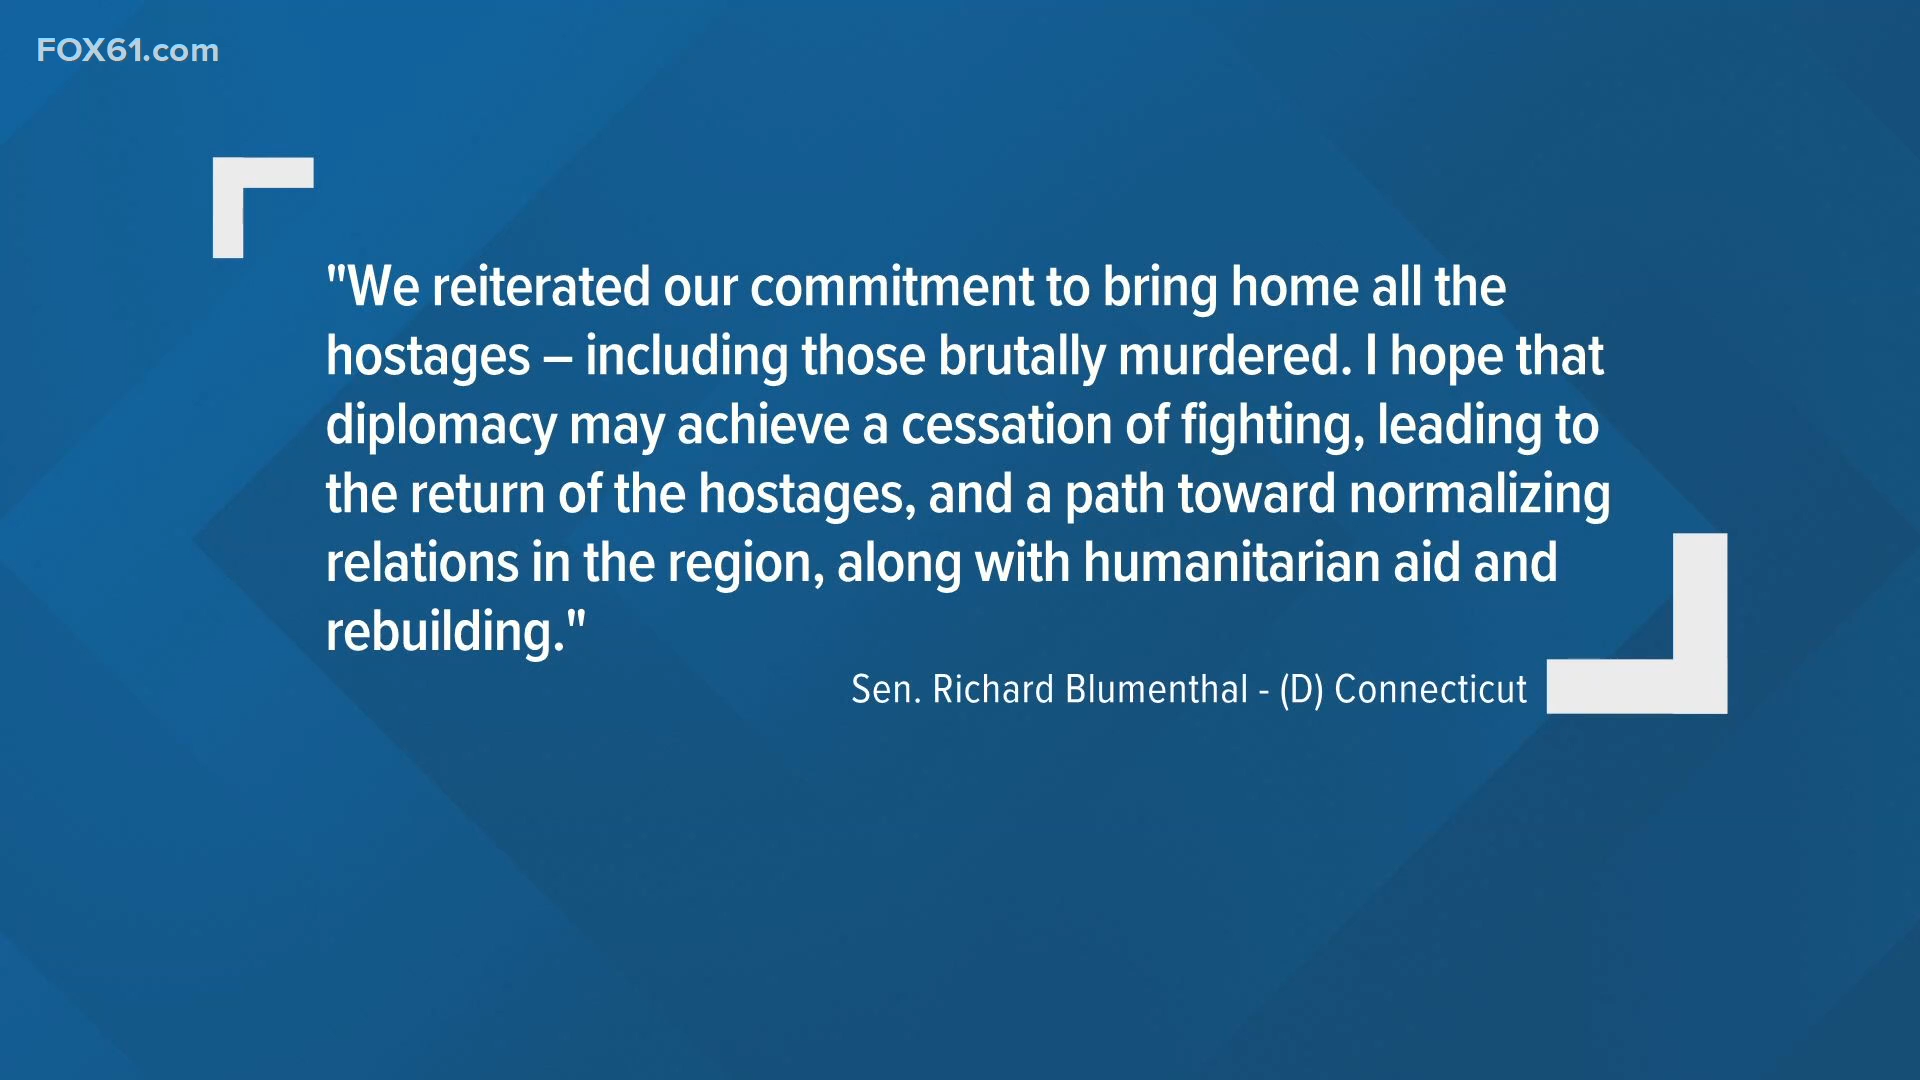 FOX61.com
"We reiterated our commitment to bring home all the
hostages – including those brutally murdered. I hope that
diplomacy may achieve a cessation of fighting, leading to
the return of the hostages, and a path toward normalizing
relations in the region, along with humanitarian aid and
rebuilding."
Sen. Richard Blumenthal - (D) Connecticut